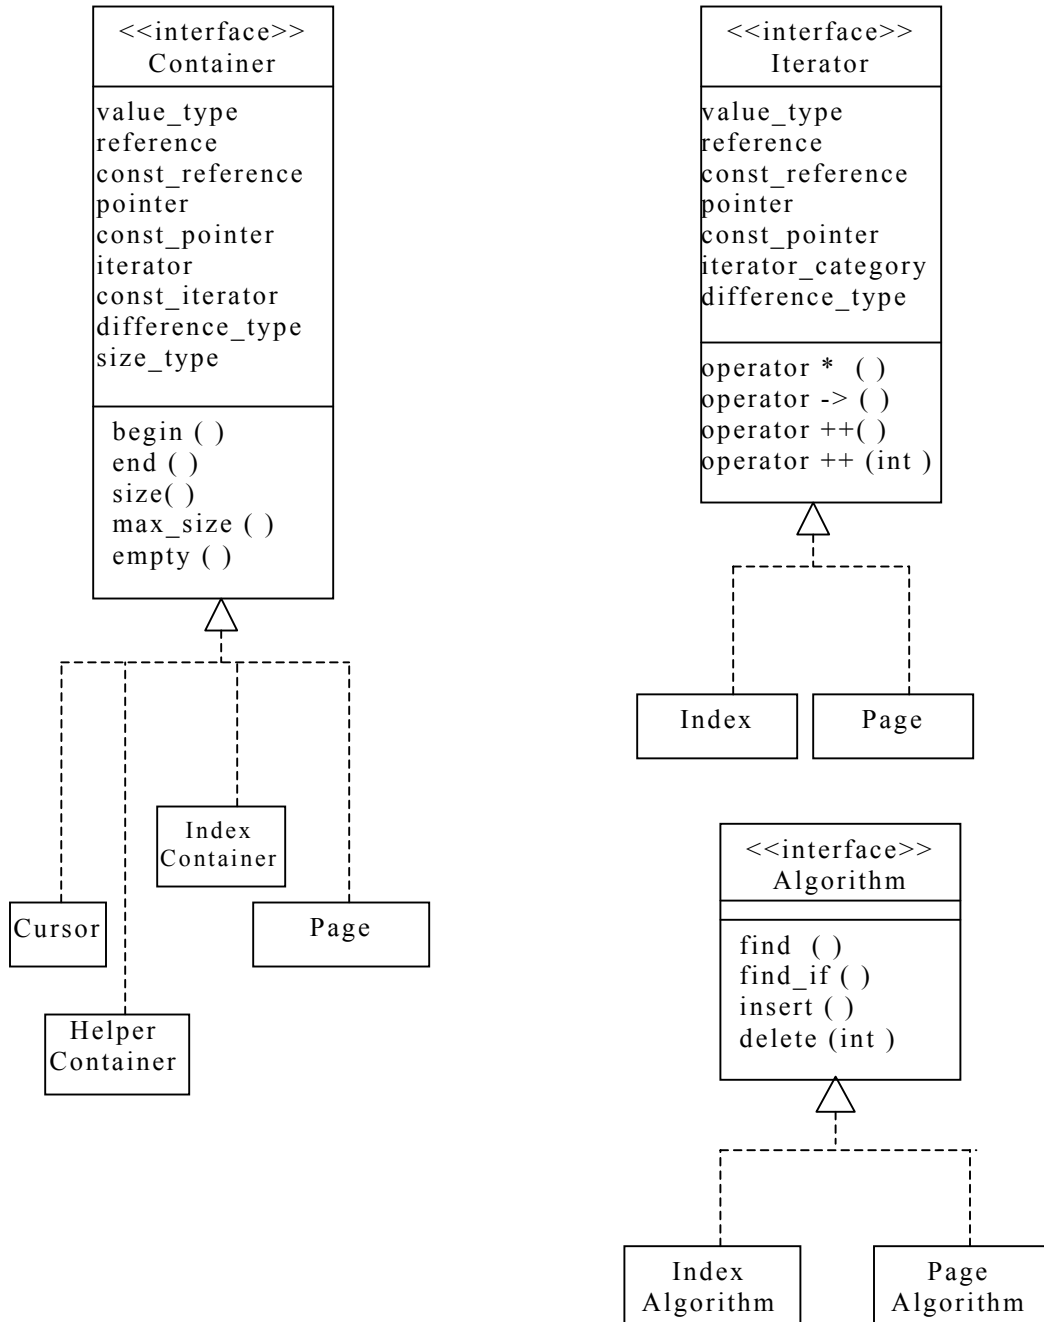 <<interface>>
Container
value_type
reference
const_reference
pointer
const_pointer
iterator
const_iterator
difference_type
size_type
begin ( )
end ( )
size( )
max_size ( )
empty ( )
Index
Container
Cursor
Page
Helper
Container
<<interface>>
Iterator
value_type
reference
const_reference
pointer
const_pointer
iterator_category
difference_type
operator * ( )
operator -> ( )
operator ++( )
operator ++ (int )
Index
Page
<<interface>>
Algorithm
find ( )
find_if ( )
insert ( )
delete (int )
Index
Algorithm
Page
Algorithm